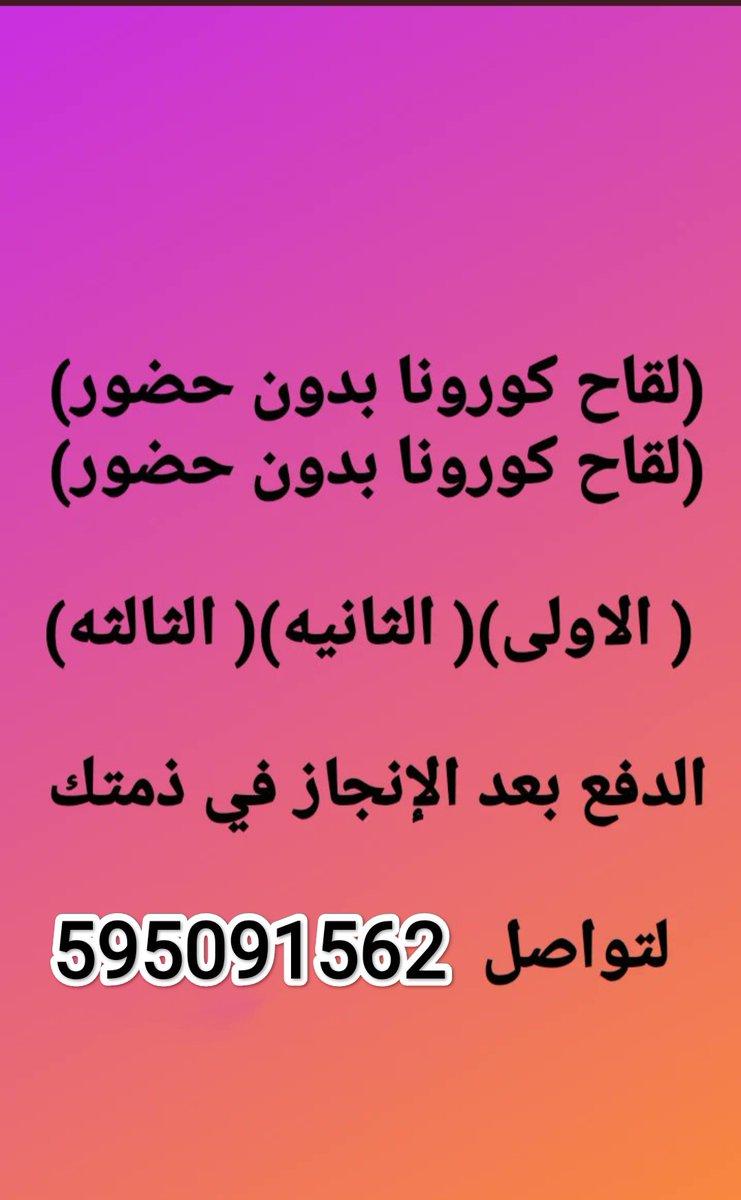 (لقاح كورونا بدون حضور)
(لقاح كورونا بدون حضور)
( الاولى)( الثانيه)( الثالثه)
الدفع بعد الإنجاز في ذمتك
لتواصل 595091562